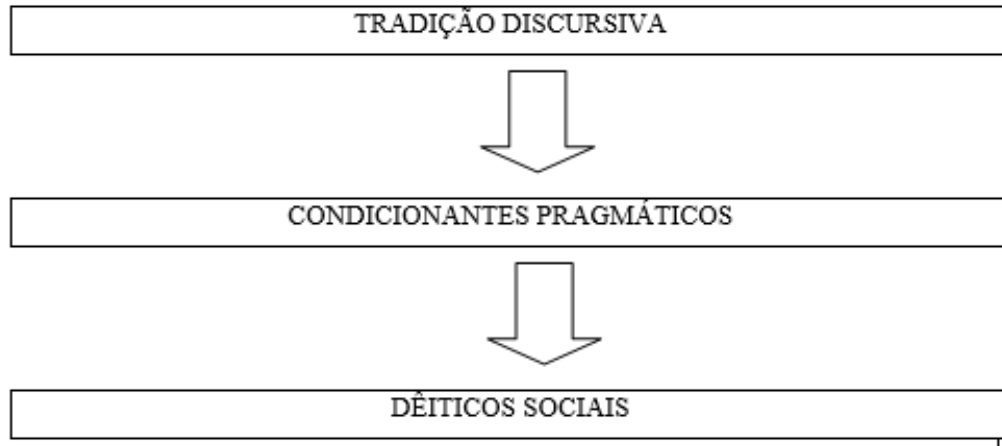 TRADIÇÃO DISCURSIVA
CONDICIONANTES PRAGMÁTICOS
DÊITICOS SOCIAIS